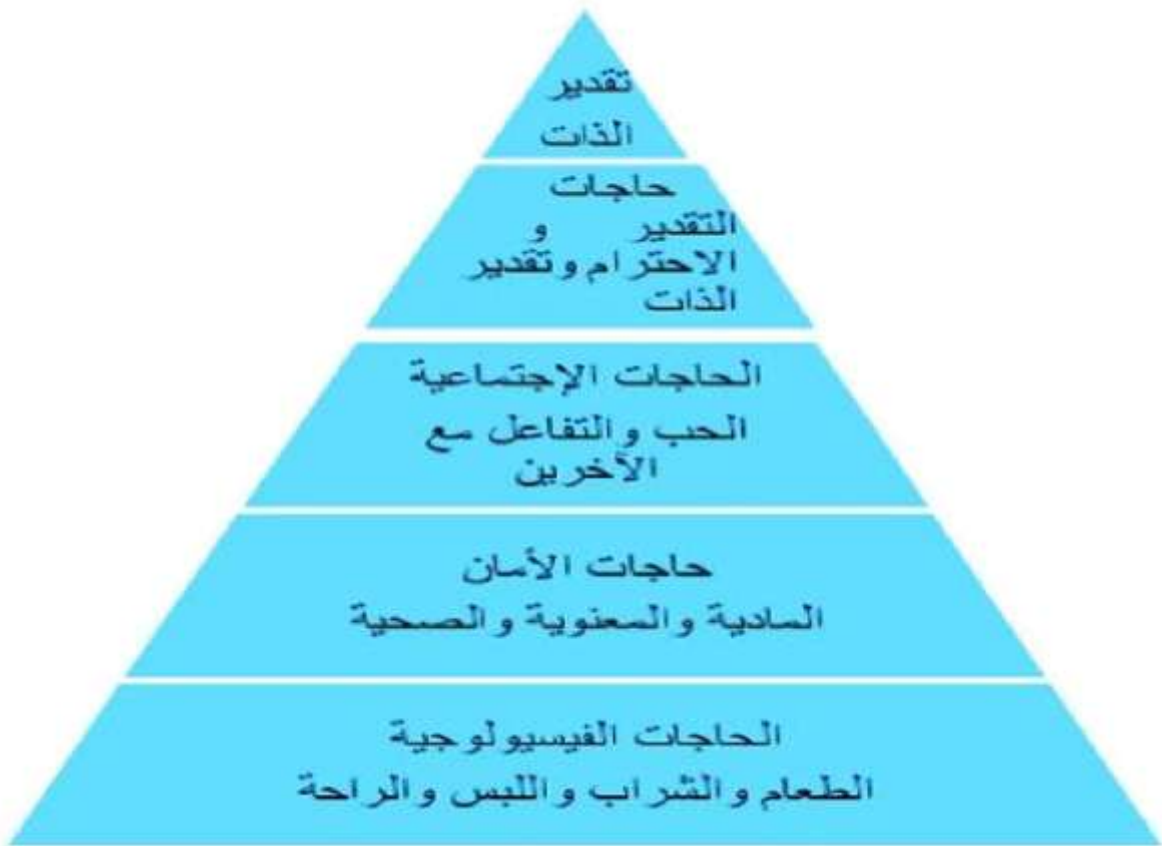 تقدير
الذات
حاجات
التقدير و
الاحترام وتقدير
الذات
الحاجات الإجتماعية
الحب والتفاعل مع
الآخرين
حاجات الأمان
المادية والمعنوية والصحية
الحاجات الفيسيولوجية
الطعام والشراب واللبس والراحة